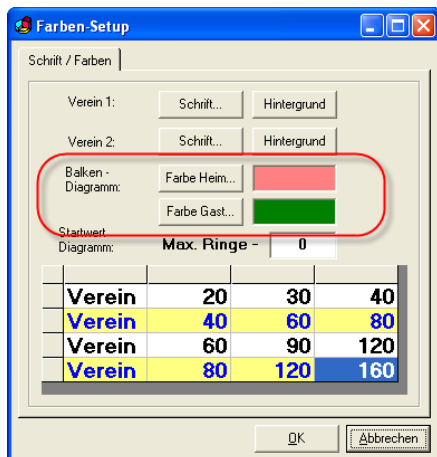 Farben-Setup
Schrift / Farben
Verein 1: Schrift... Hintergrund
Verein 2: Schrift... Hintergrund
Balken -
Diagramm: Farbe Heim...
Farbe Gast...
Startwert
Diagramm: Max. Ringe - 0
Verein 20 30 40
Verein 40 60 80
Verein 60 90 120
Verein 80 120 160
OK Abbrechen